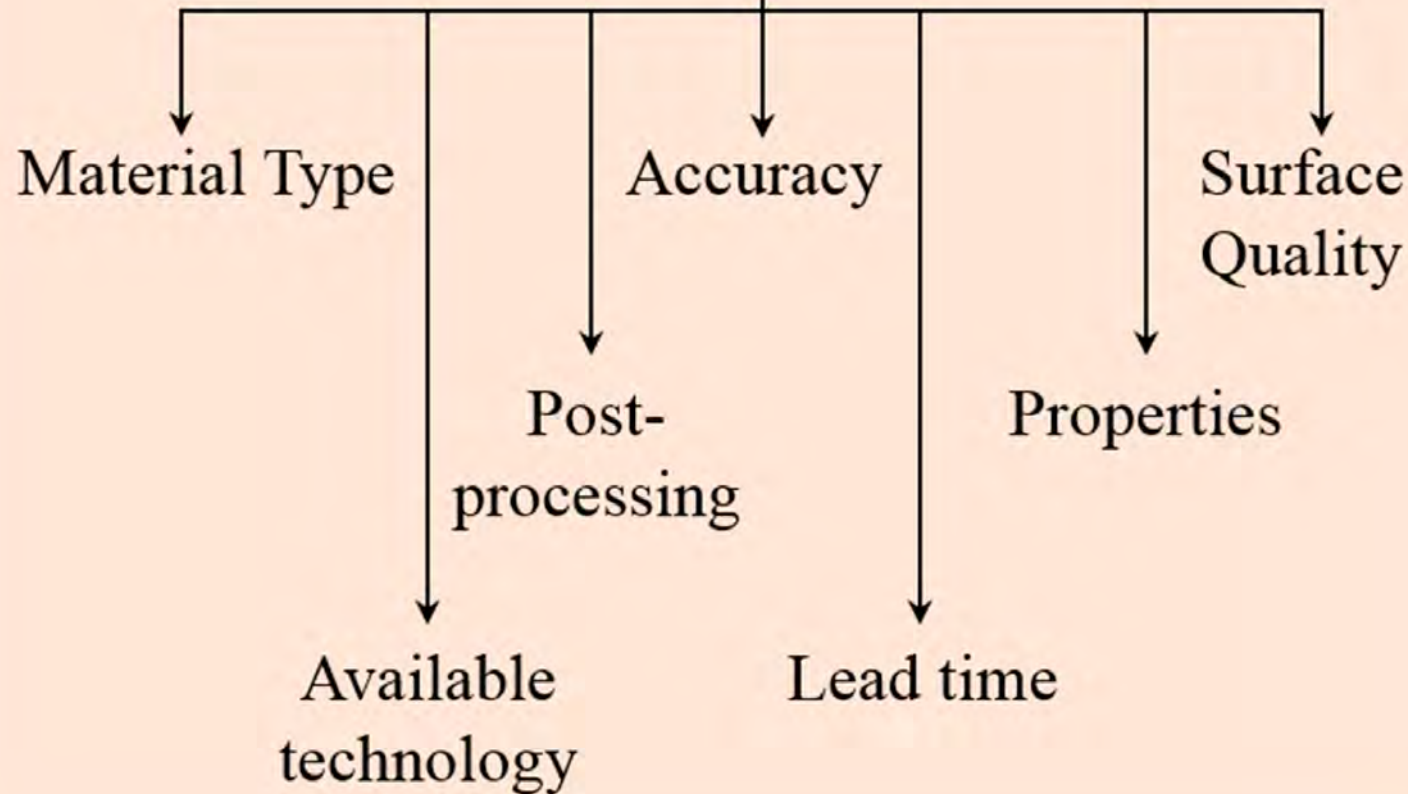 Material Type
Accuracy
Surface
Quality
Post-
processing
Properties
Available
technology
Lead time